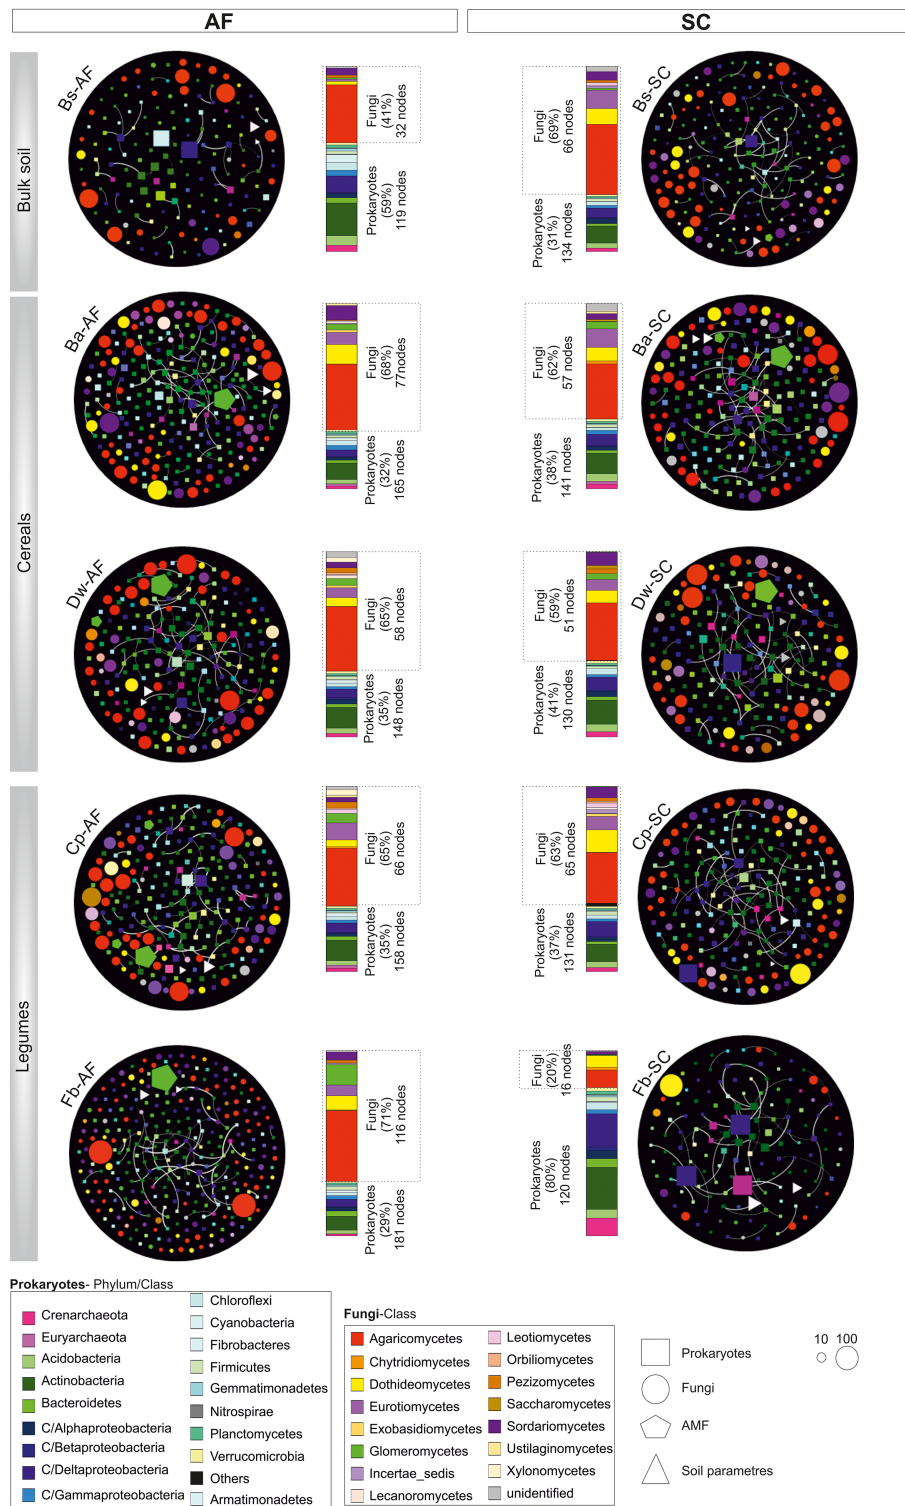 AF
SC
Bulk soil
Bs-AF
Fungi
(41%)
32 nodes
Prokaryotes
(59%)
119 nodes
Fungi
(69%)
66 nodes
Prokaryotes
(31%)
134 nodes
Bs-SC
Cereals
Ba-AF
Fungi
(68%)
77nodes
Prokaryotes
(32%)
165 nodes
Fungi
(62%)
57 nodes
Prokaryotes
(38%)
141 nodes
Ba-SC
Dw-AF
Fungi
(65%)
58 nodes
Prokaryotes
(35%)
148 nodes
Fungi
(59%)
51 nodes
Prokaryotes
(41%)
130 nodes
Dw-SC
Legumes
Cp-AF
Fungi
(65%)
66 nodes
Prokaryotes
(35%)
158 nodes
Fungi
(63%)
65 nodes
Prokaryotes
(37%)
131 nodes
Cp-SC
Fb-AF
Fungi
(71%)
116 nodes
Prokaryotes
(29%)
181 nodes
Fungi
(20%)
16 nodes
Prokaryotes
(80%)
120 nodes
Fb-SC
Prokaryotes- Phylum/Class
Crenarchaeota
Euryarchaeota
Acidobacteria
Actinobacteria
Bacteroidetes
C/Alphaproteobacteria
C/Betaproteobacteria
C/Deltaproteobacteria
C/Gammaproteobacteria
Chloroflexi
Cyanobacteria
Fibrobacteres
Firmicutes
Gemmatimonadetes
Nitrospirae
Planctomycetes
Verrucomicrobia
Others
Armatimonadetes
Fungi-Class
Agaricomycetes
Chytridiomycetes
Dothideomycetes
Eurotiomycetes
Exobasidiomycetes
Glomeromycetes
Incertae_sedis
Lecanoromycetes
Leotiomycetes
Orbiliomycetes
Pezizomycetes
Saccharomycetes
Sordariomycetes
Ustilaginomycetes
Xylonomycetes
unidentified
Prokaryotes
Fungi
AMF
Soil parametres
10 100